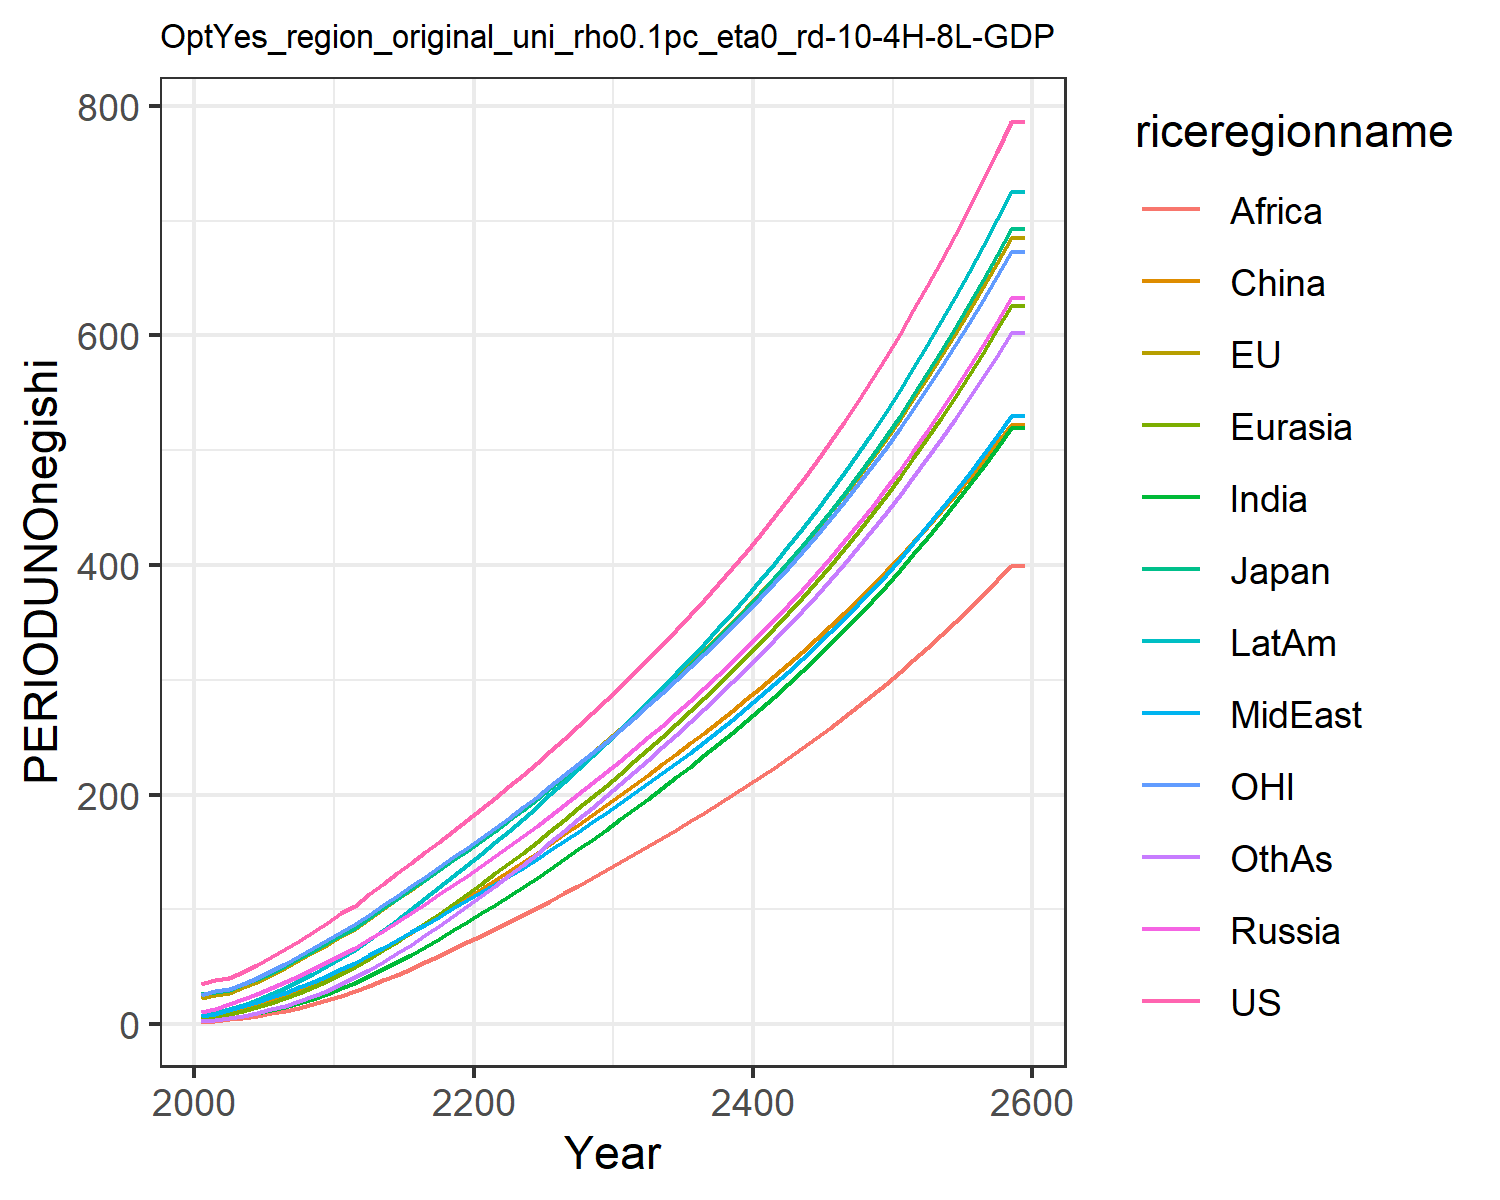 OptYes_region_original_uni_rho0.1pc_eta0_rd-10-4H-8L-GDP
800
600
400
200
0
PERIODUNOnegishi
2000 2200 2400 2600
Year
riceregionname
Africa
China
EU
Eurasia
India
Japan
LatAm
MidEast
OHI
OthAs
Russia
US